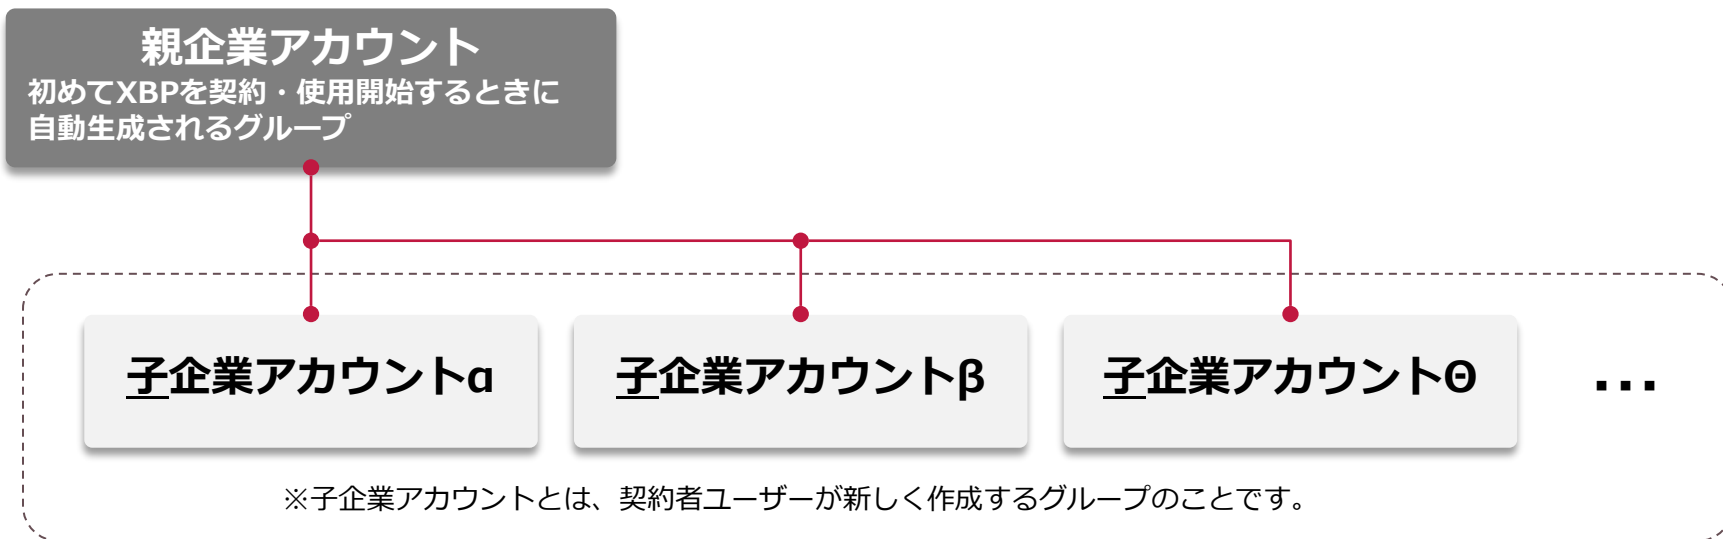 親企業アカウント
初めてXBPを契約・使用開始するときに
自動生成されるグループ
子企業アカウントα
子企業アカウントβ
子企業アカウントΘ
...
※子企業アカウントとは、契約者ユーザーが新しく作成するグループのことです。